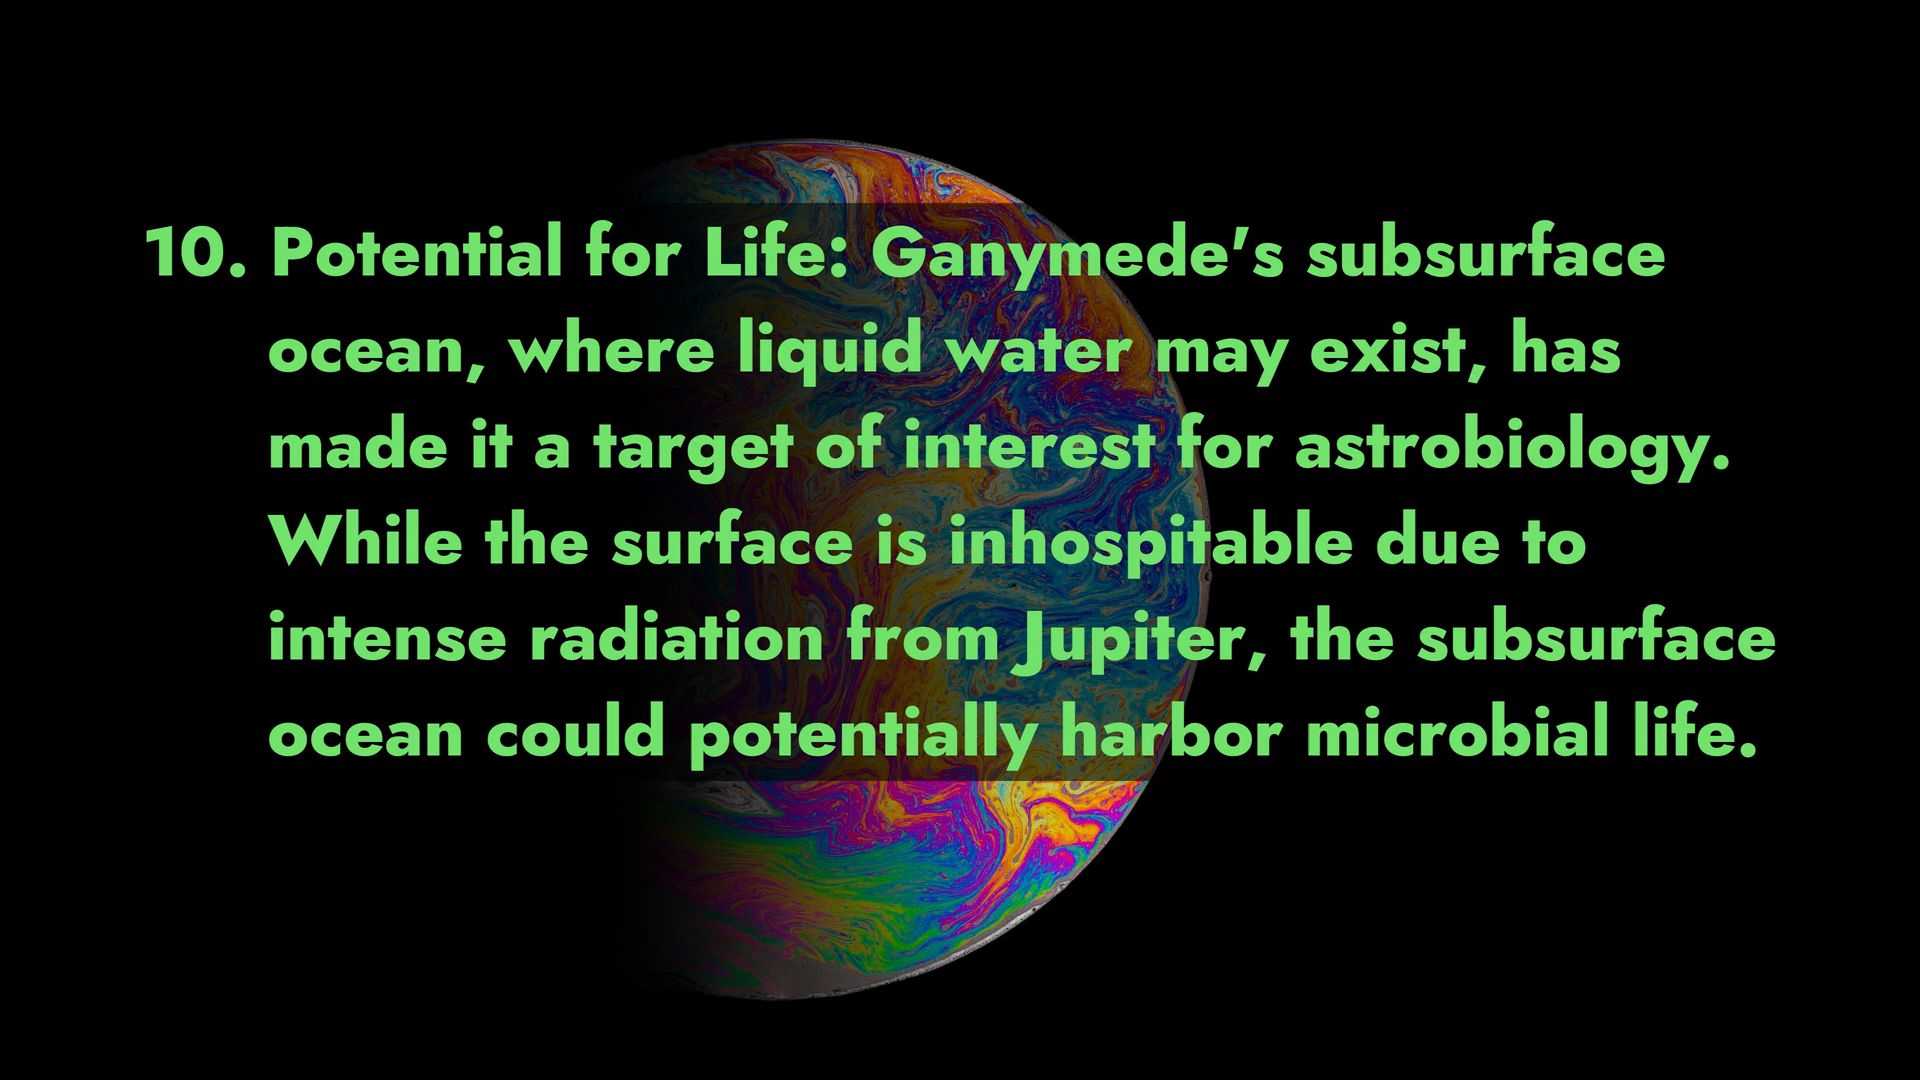 10. Potential for Life: Ganymede's subsurface
ocean, where liquid water may exist, has
made it a target of interest for astrobiology.
While the surface is inhospitable due to
intense radiation from Jupiter, the subsurface
ocean could potentially harbor microbial life.